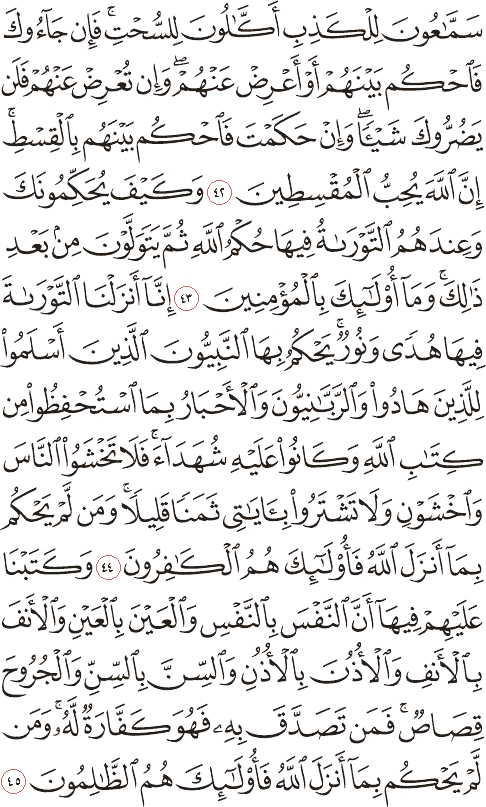 سَمَّٰعُونَ لِلْكَذِبِ أَكَّٰلُونَ لِلسُّحْتِۚ فَإِن جَآءُوكَ
فَٱحْكُم بَيْنَهُمْ أَوْ أَعْرِضْ عَنْهُمْۖ وَإِن تُعْرِضْ عَنْهُمْ فَلَن
يَضُرُّوكَ شَيْـًٔاۖ وَإِنْ حَكَمْتَ فَٱحْكُم بَيْنَهُم بِٱلْقِسْطِۚ
إِنَّ ٱللَّهَ يُحِبُّ ٱلْمُقْسِطِينَ ٤٢ وَكَيْفَ يُحَكِّمُونَكَ
وَعِندَهُمُ ٱلتَّوْرَىٰةُ فِيهَا حُكْمُ ٱللَّهِ ثُمَّ يَتَوَلَّوْنَ مِنۢ بَعْدِ
ذَٰلِكَۚ وَمَآ أُو۟لَٰٓئِكَ بِٱلْمُؤْمِنِينَ ٤٣ إِنَّآ أَنزَلْنَا ٱلتَّوْرَىٰةَ
فِيهَا هُدًى وَنُورٌۚ يَحْكُمُ بِهَا ٱلنَّبِيُّونَ ٱلَّذِينَ أَسْلَمُوا۟
لِلَّذِينَ هَادُوا۟ وَٱلرَّبَّٰنِيُّونَ وَٱلْأَحْبَارُ بِمَا ٱسْتُحْفِظُوا۟ مِن
كِتَٰبِ ٱللَّهِ وَكَانُوا۟ عَلَيْهِ شُهَدَآءَۚ فَلَا تَخْشَوُا۟ ٱلنَّاسَ
وَٱخْشَوْنِ وَلَا تَشْتَرُوا۟ بِـَٔايَٰتِى ثَمَنًا قَلِيلًاۚ وَمَن لَّمْ يَحْكُم
بِمَآ أَنزَلَ ٱللَّهُ فَأُو۟لَٰٓئِكَ هُمُ ٱلْكَٰفِرُونَ ٤٤ وَكَتَبْنَا
عَلَيْهِمْ فِيهَآ أَنَّ ٱلنَّفْسَ بِٱلنَّفْسِ وَٱلْعَيْنَ بِٱلْعَيْنِ وَٱلْأَنفَ
بِٱلْأَنفِ وَٱلْأُذُنَ بِٱلْأُذُنِ وَٱلسِّنَّ بِٱلسِّنِّ وَٱلْجُرُوحَ
قِصَاصٌۚ فَمَن تَصَدَّقَ بِهِۦ فَهُوَ كَفَّارَةٌ لَّهُۥۚ وَمَن
لَّمْ يَحْكُم بِمَآ أَنزَلَ ٱللَّهُ فَأُو۟لَٰٓئِكَ هُمُ ٱلظَّٰلِمُونَ ٤٥